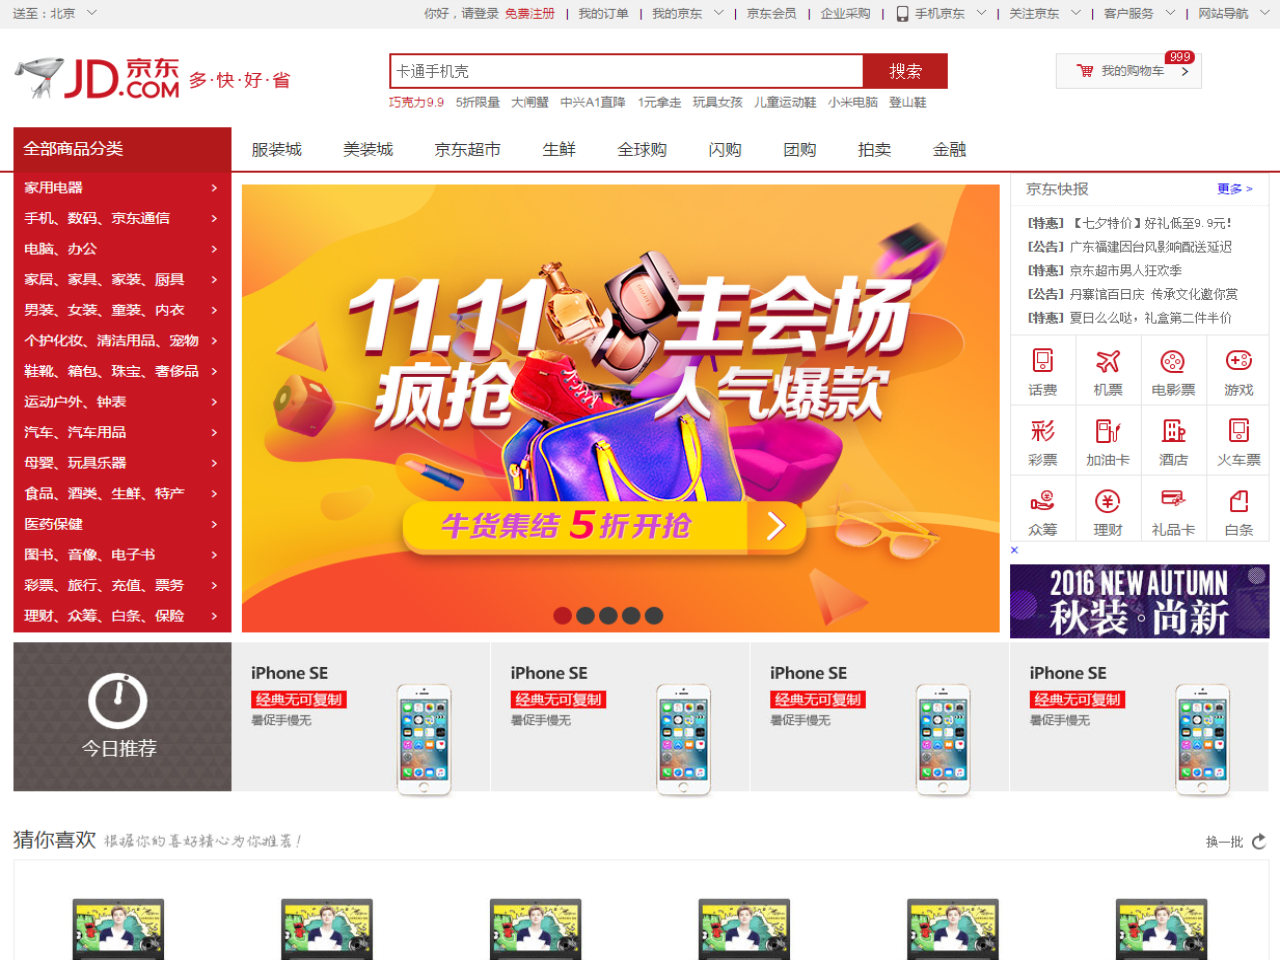 送至：北京
你好，请登录 免费注册 | 我的订单 | 我的京东 | 京东会员 | 企业采购 | 手机京东 | 关注京东 | 客户服务 | 网站导航
JD.COM 京东 多·快·好·省
卡通手机壳 搜索
999
我的购物车 >
巧克力9.9 5折限量 大闸蟹 中兴A1直降 1元拿走 玩具女孩 儿童运动鞋 小米电脑 登山鞋
全部商品分类 服装城 美装城 京东超市 生鲜 全球购 闪购 团购 拍卖 金融
家用电器 >
手机、数码、京东通信 >
电脑、办公 >
家居、家具、家装、厨具 >
男装、女装、童装、内衣 >
个护化妆、清洁用品、宠物 >
鞋靴、箱包、珠宝、奢侈品 >
运动户外、钟表 >
汽车、汽车用品 >
母婴、玩具乐器 >
食品、酒类、生鲜、特产 >
医药保健 >
图书、音像、电子书 >
彩票、旅行、充值、票务 >
理财、众筹、白条、保险 >
11.11 主会场
疯抢 人气爆款
牛货集结 5 折开抢
京东快报 更多 >
[特惠] 【七夕特价】好礼低至9.9元!
[公告] 广东福建因台风影响配送延迟
[特惠] 京东超市男人狂欢季
[公告] 丹寨馆百日庆 传承文化邀你赏
[特惠] 夏日么么哒，礼盒第二件半价
话费 机票 电影票 游戏
彩票 加油卡 酒店 火车票
众筹 理财 礼品卡 白条
×
2016 NEW AUTUMN
秋装。尚新
今日推荐
iPhone SE
经典无可复制
暑促手慢无
iPhone SE
经典无可复制
暑促手慢无
iPhone SE
经典无可复制
暑促手慢无
iPhone SE
经典无可复制
暑促手慢无
猜你喜欢 根据你的喜好精心为你推荐!
换一批